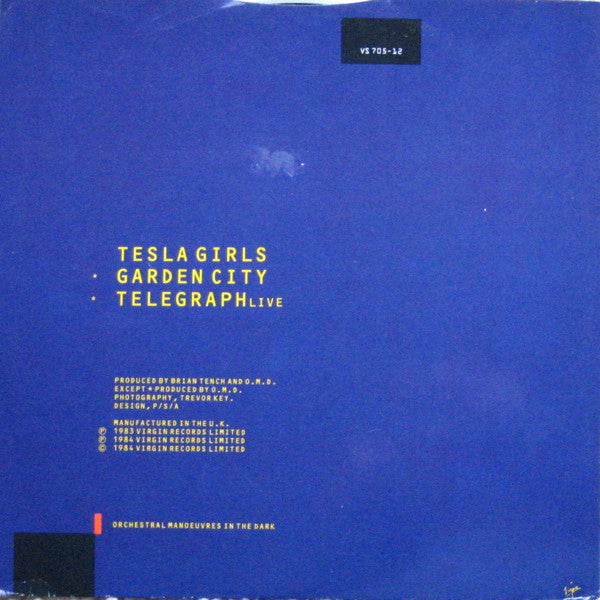 VS 705-12
TESLA GIRLS
* GARDEN CITY
* TELEGRAPH LIVE
PRODUCED BY BRIAN TENCH AND O.M.D.
EXCEPT * PRODUCED BY O.M.D.
PHOTOGRAPHY, TREVOR KEY.
DESIGN, P/S/A
MANUFACTURED IN THE U.K.
℗ 1983 VIRGIN RECORDS LIMITED
℗ 1984 VIRGIN RECORDS LIMITED
© 1984 VIRGIN RECORDS LIMITED
ORCHESTRAL MANOEUVRES IN THE DARK